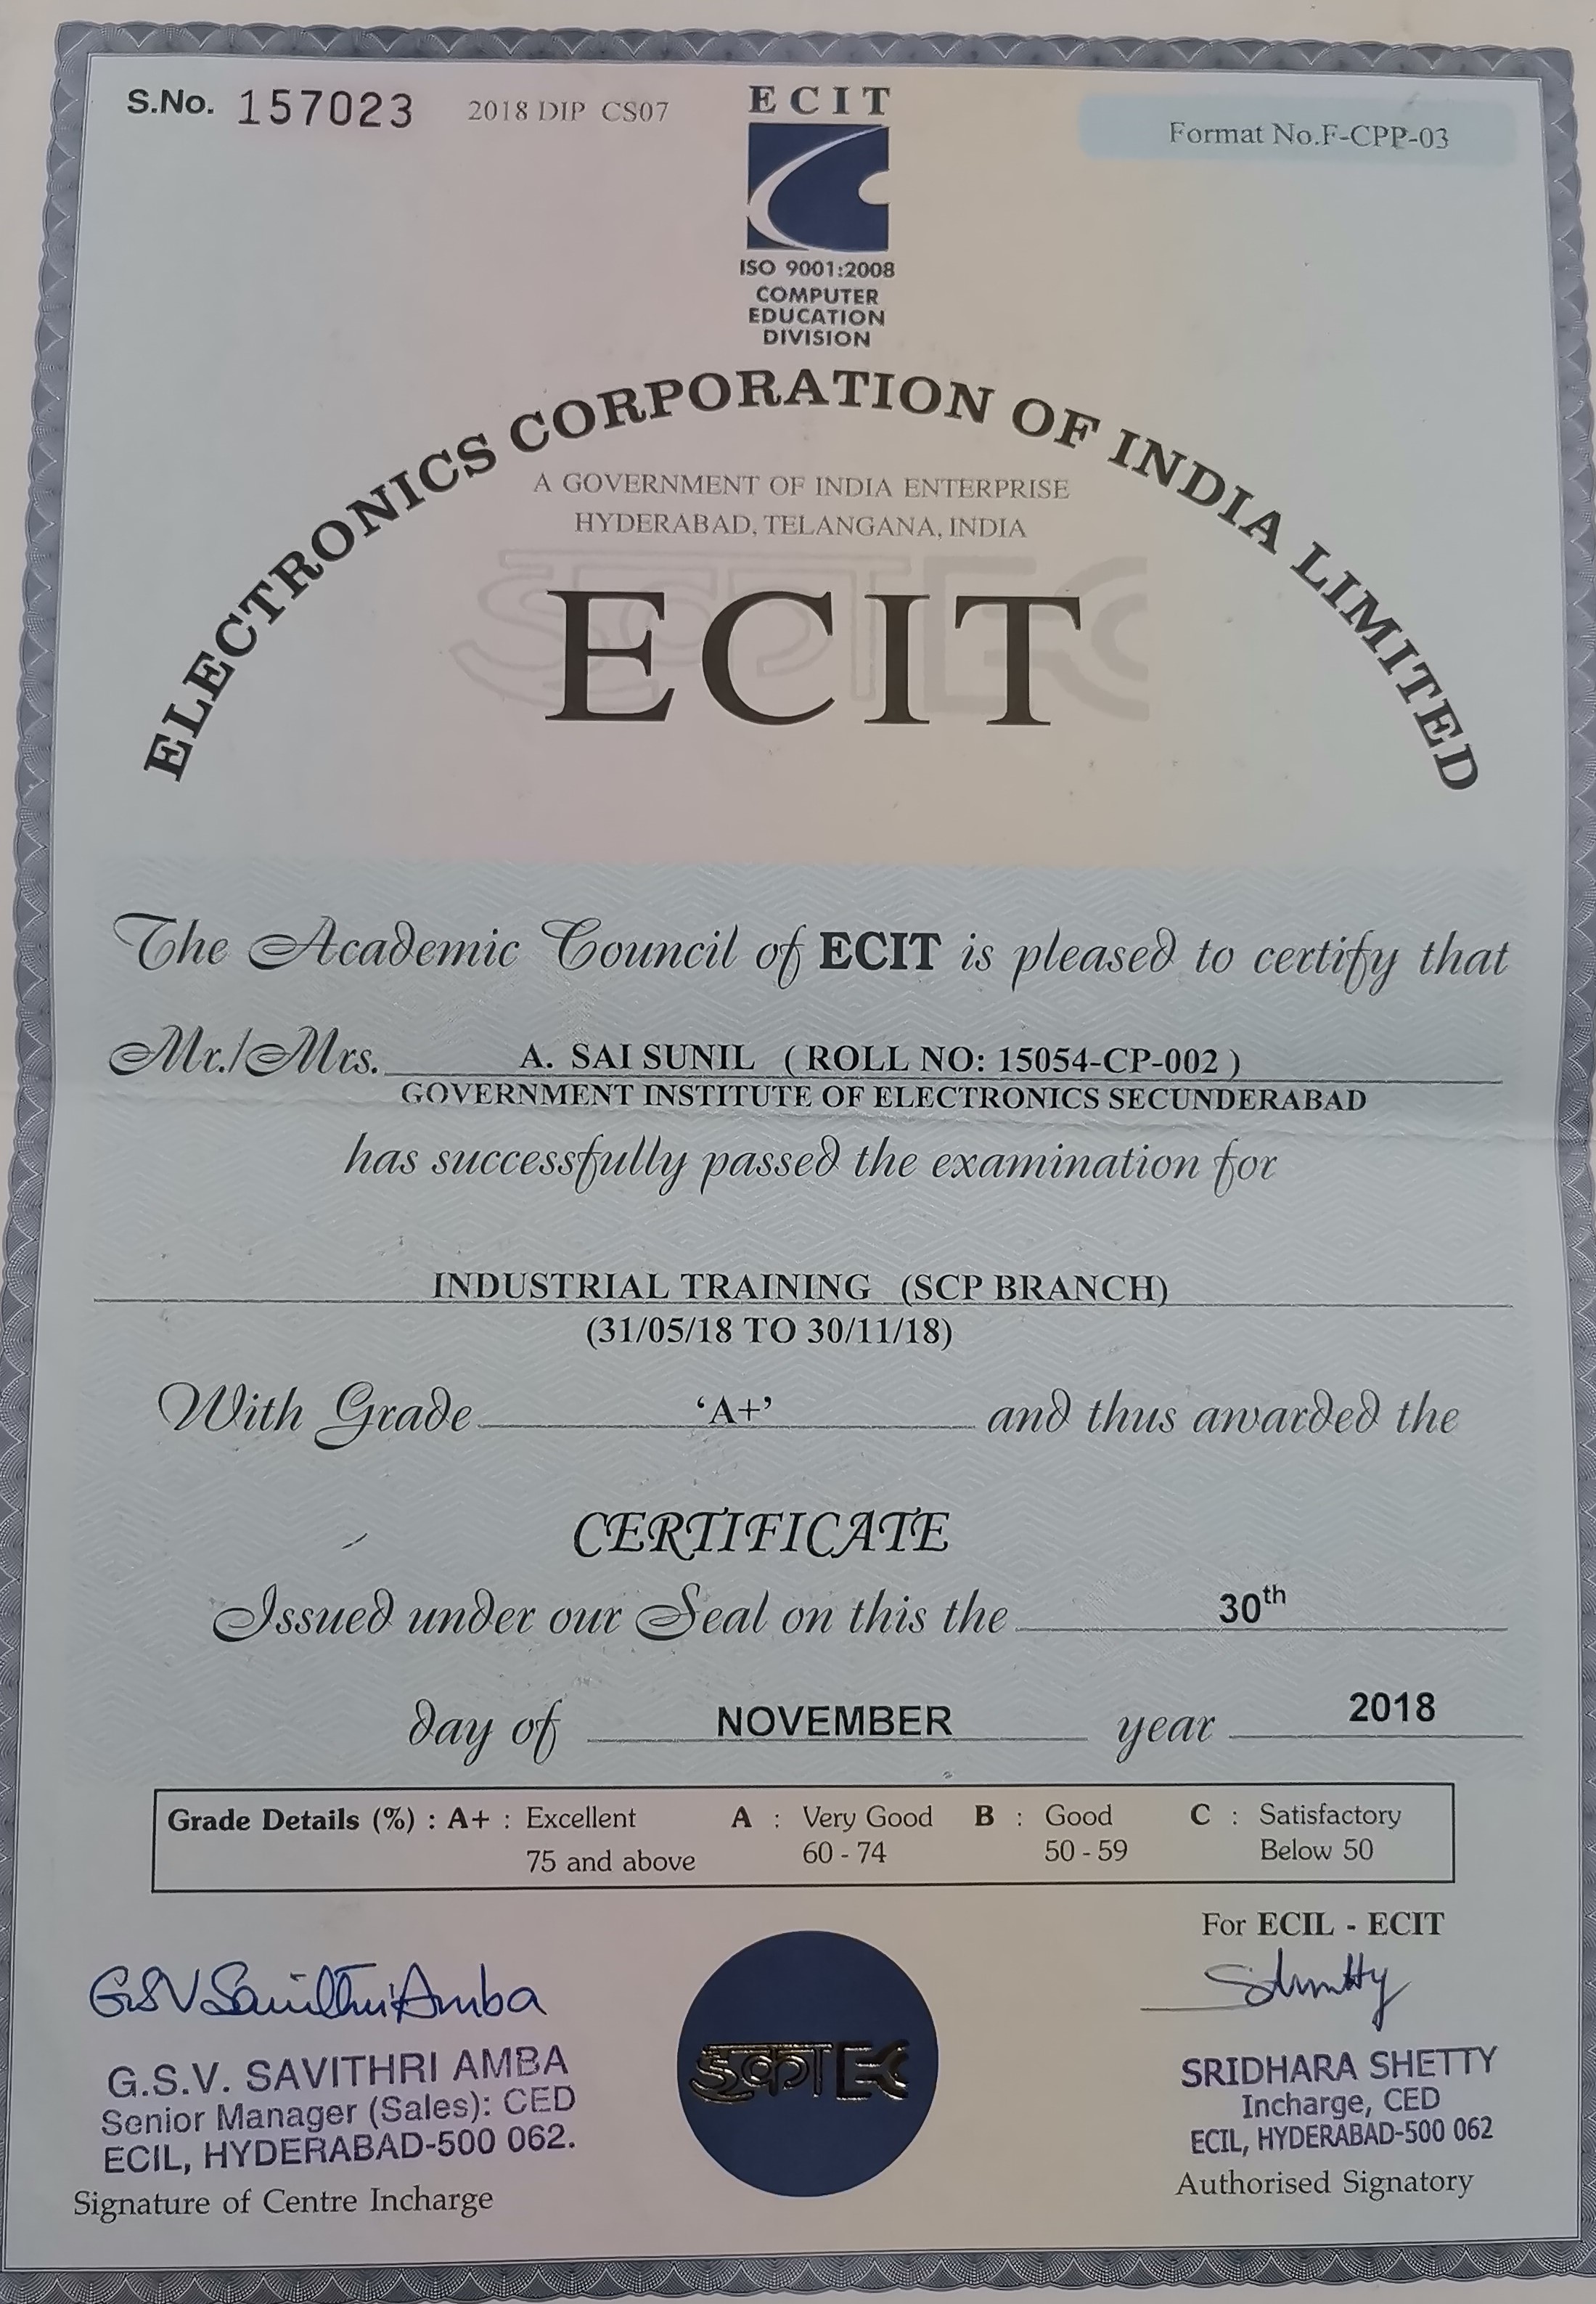 S.No. 157023 2018 DIP CS07
Format No.F-CPP-03
ECIT
ISO 9001:2008
COMPUTER
EDUCATION
DIVISION
ELECTRONICS CORPORATION OF INDIA LIMITED
A GOVERNMENT OF INDIA ENTERPRISE
HYDERABAD, TELANGANA, INDIA
ECIT
The Academic Council of ECIT is pleased to certify that
Mr./Mrs. A. SAI SUNIL ( ROLL NO: 15054-CP-002 )
GOVERNMENT INSTITUTE OF ELECTRONICS SECUNDERABAD
has successfully passed the examination for
INDUSTRIAL TRAINING (SCP BRANCH)
(31/05/18 TO 30/11/18)
With Grade ‘A+’ and thus awarded the
CERTIFICATE
Issued under our Seal on this the 30th
day of NOVEMBER year 2018
Grade Details (%) : A+ : Excellent A : Very Good B : Good C : Satisfactory
75 and above 60 - 74 50 - 59 Below 50
For ECIL - ECIT
GSV Savithri Amba
G.S.V. SAVITHRI AMBA
Senior Manager (Sales): CED
ECIL, HYDERABAD-500 062.
Signature of Centre Incharge
इका EC
SRIDHARA SHETTY
Incharge, CED
ECIL, HYDERABAD-500 062
Authorised Signatory